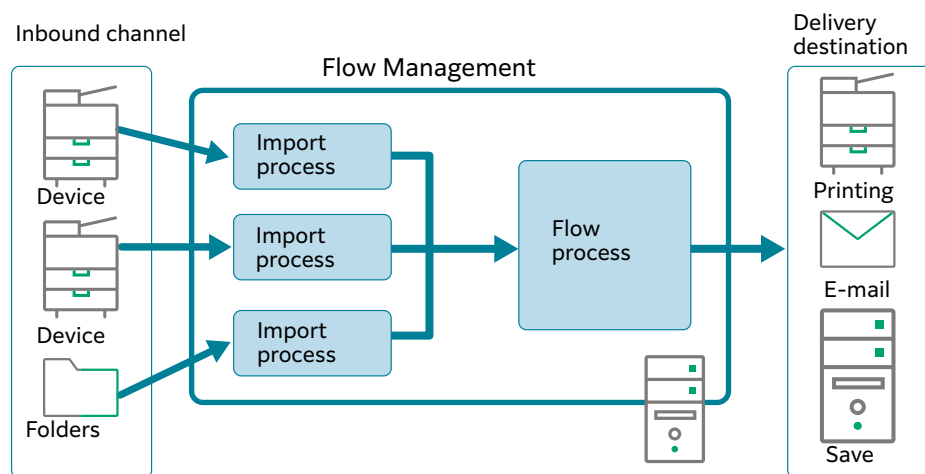 Inbound channel
Device
Device
Folders
Flow Management
Import
process
Import
process
Import
process
Flow
process
Delivery
destination
Printing
E-mail
Save